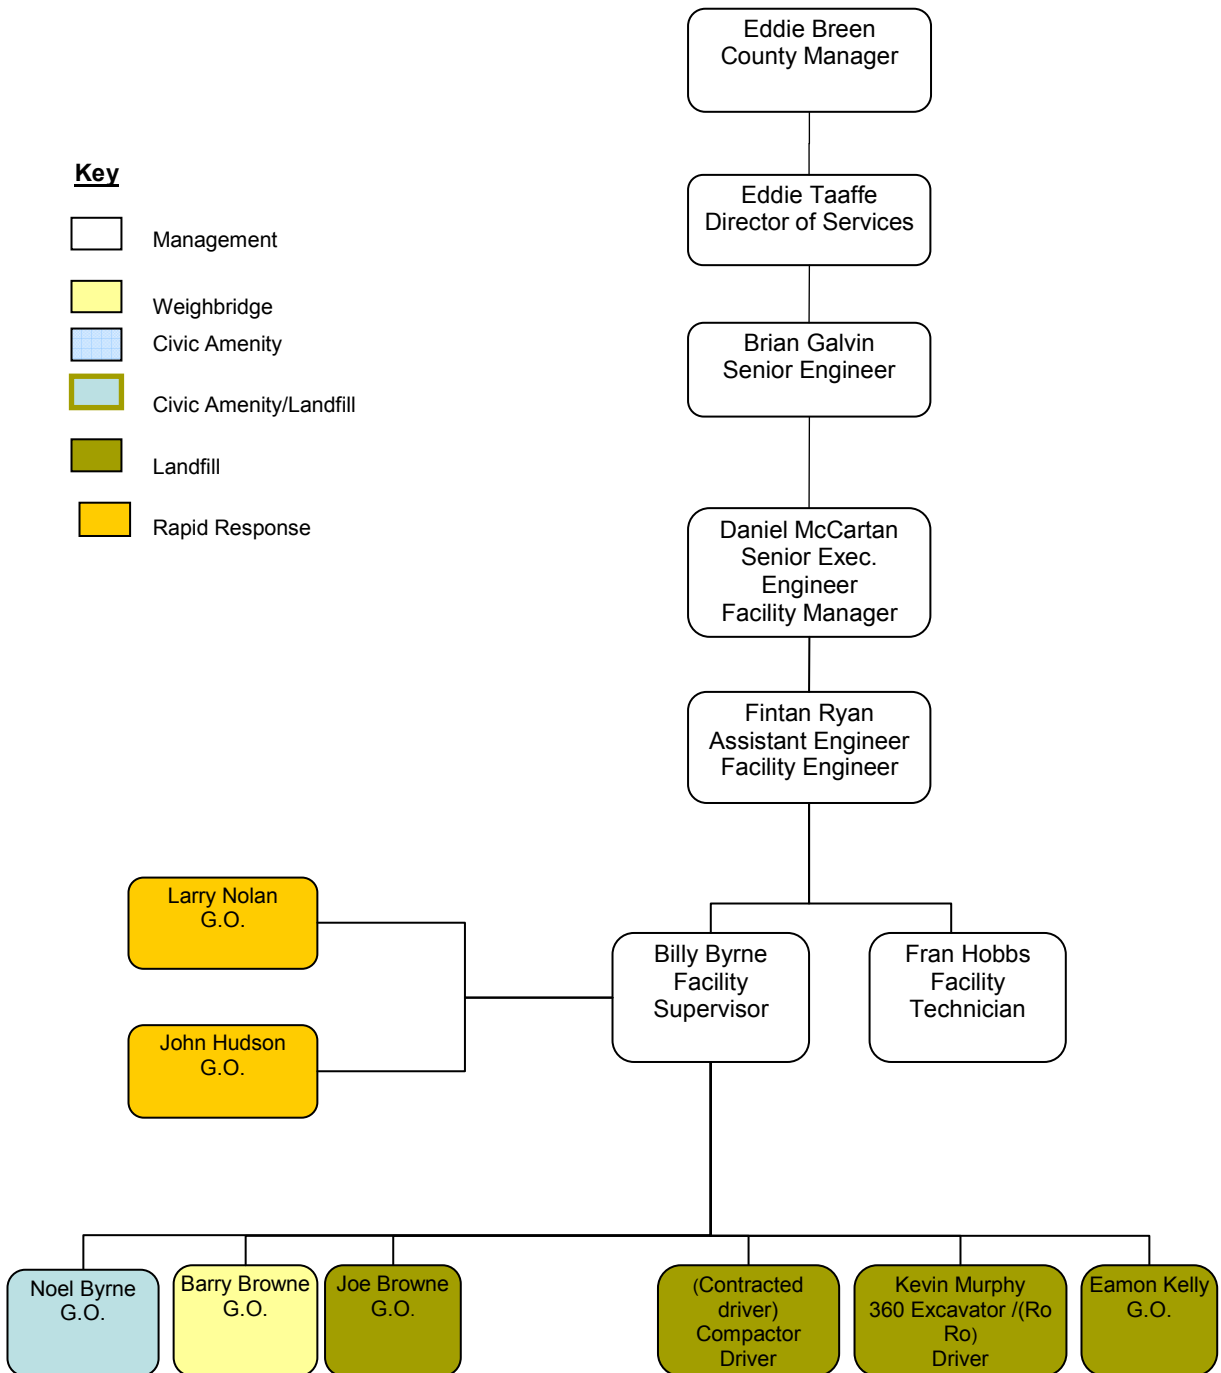 Eddie Breen
County Manager
Key
Management
Weighbridge
Civic Amenity
Civic Amenity/Landfill
Landfill
Rapid Response
Eddie Taaffe
Director of Services
Brian Galvin
Senior Engineer
Daniel McCartan
Senior Exec.
Engineer
Facility Manager
Fintan Ryan
Assistant Engineer
Facility Engineer
Larry Nolan
G.O.
John Hudson
G.O.
Billy Byrne
Facility
Supervisor
Fran Hobbs
Facility
Technician
Noel Byrne
G.O.
Barry Browne
G.O.
Joe Browne
G.O.
(Contracted
driver)
Compactor
Driver
Kevin Murphy
360 Excavator /(Ro
Ro)
Driver
Eamon Kelly
G.O.